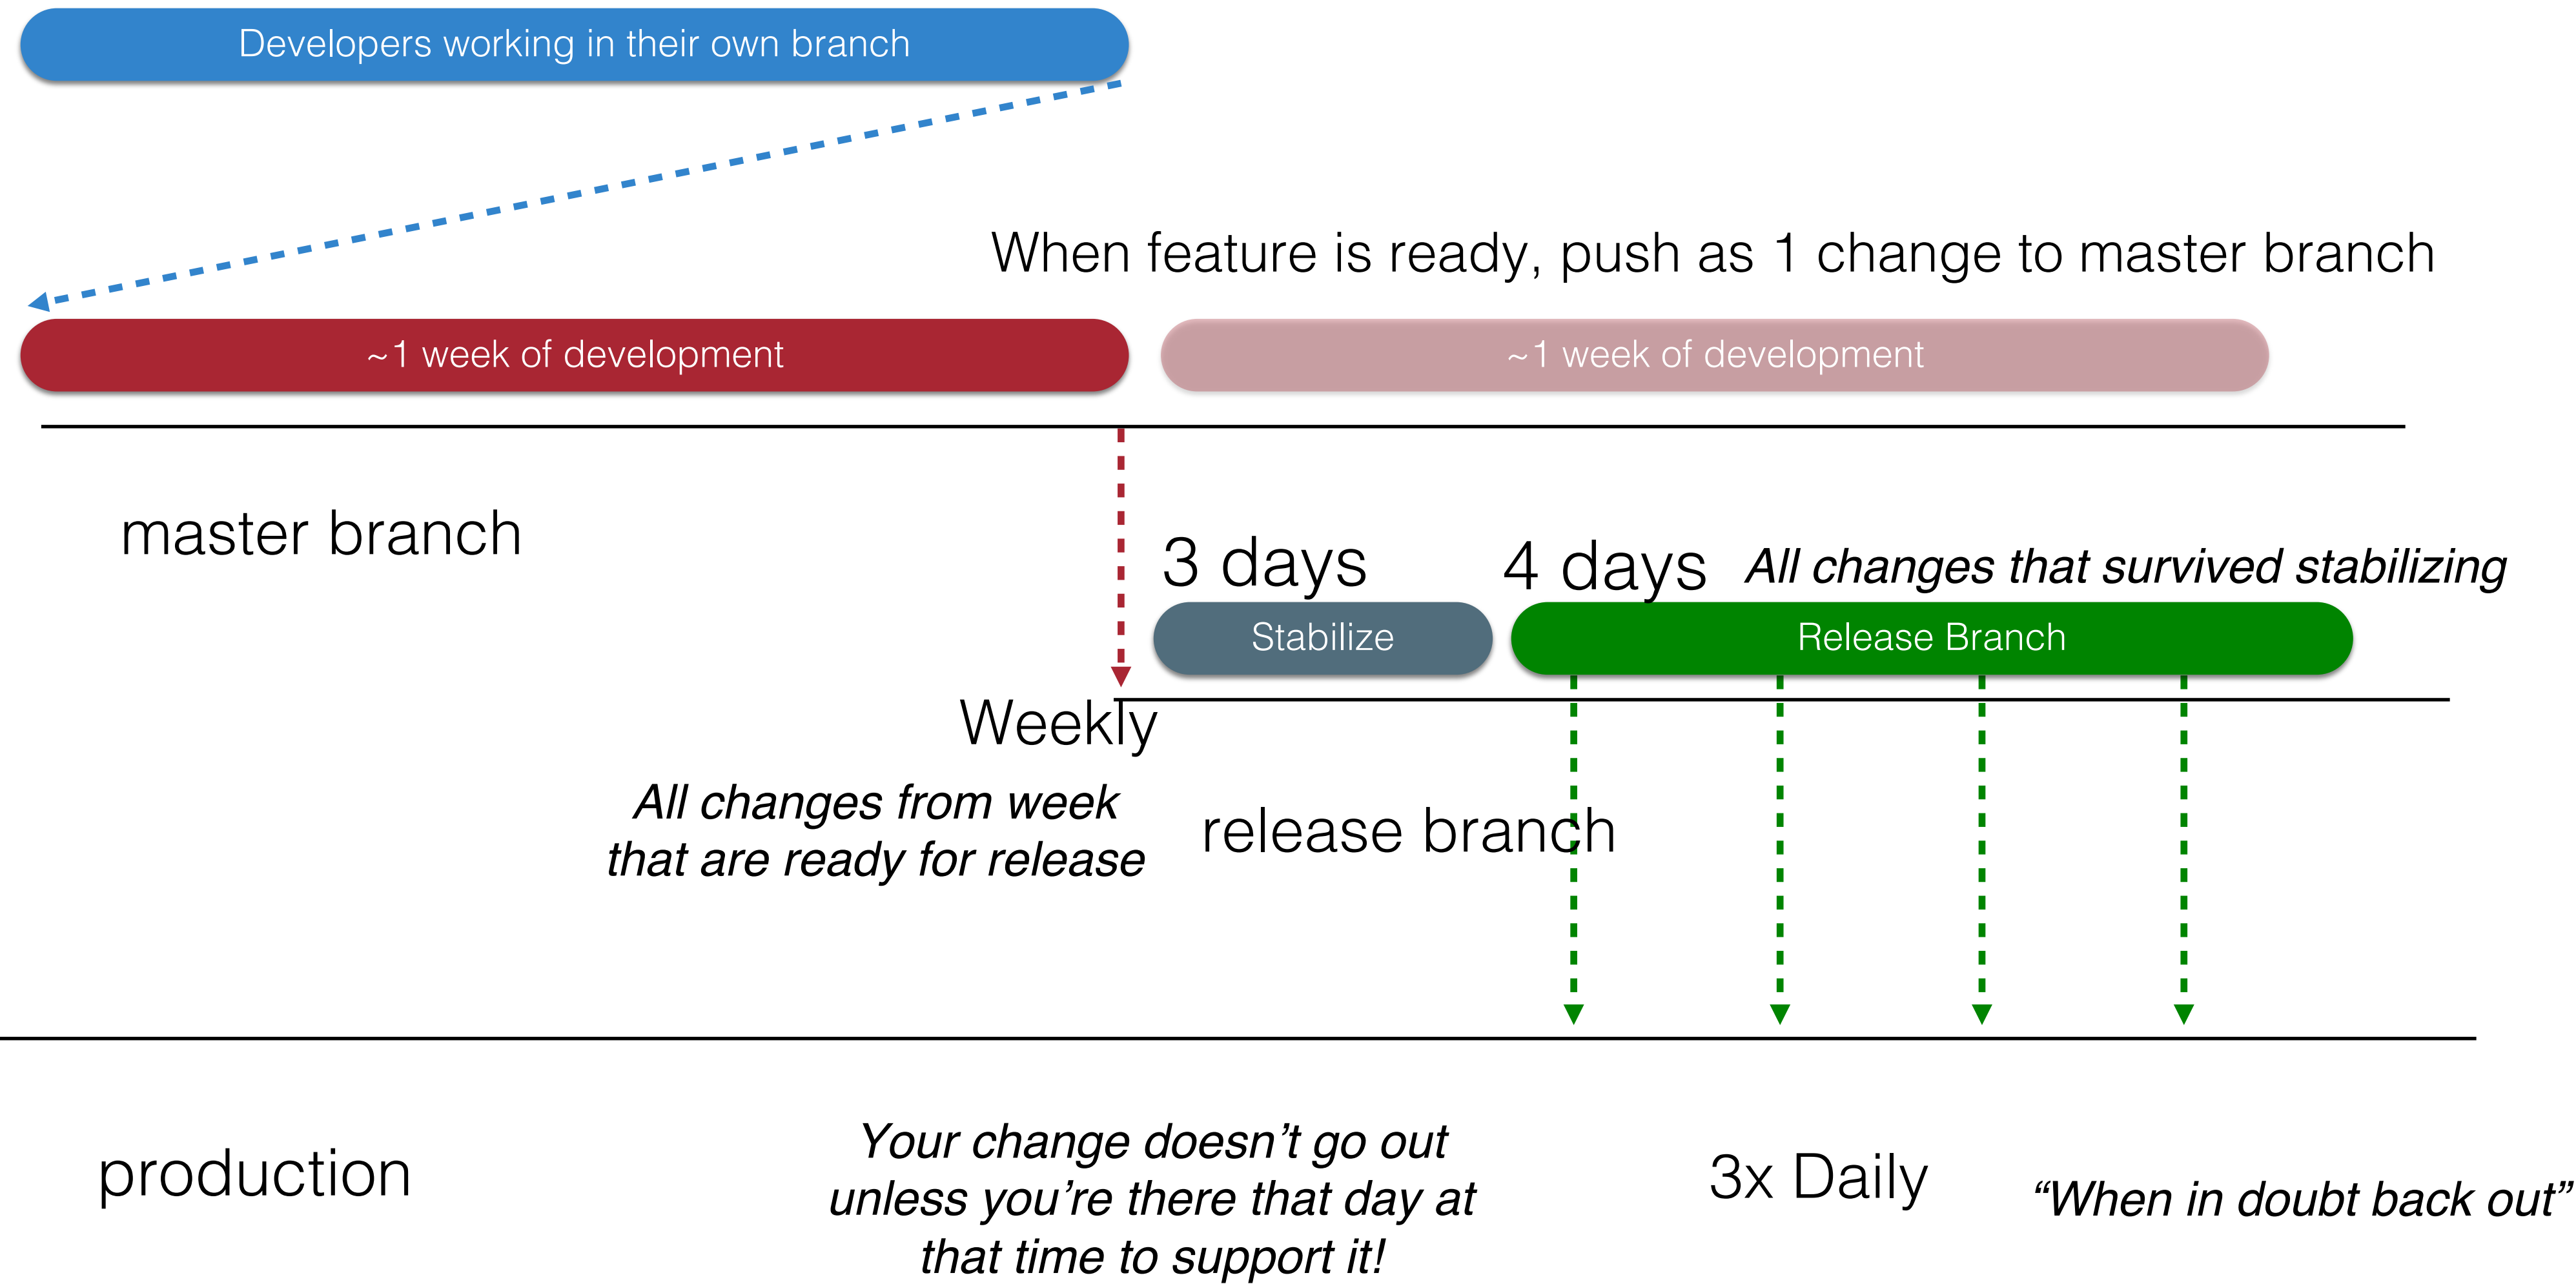 Developers working in their own branch
When feature is ready, push as 1 change to master branch
~1 week of development
~1 week of development
master branch
3 days
4 days
All changes that survived stabilizing
Stabilize
Release Branch
Weekly
All changes from week
that are ready for release
release branch
production
Your change doesn’t go out
unless you’re there that day at
that time to support it!
3x Daily
“When in doubt back out”